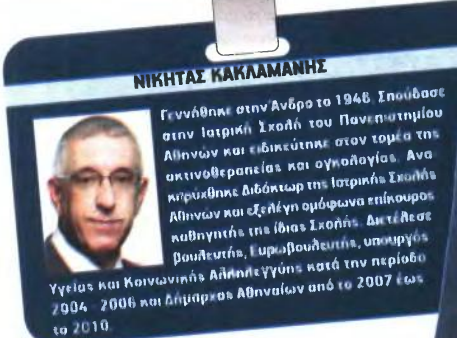 ΝΙΚΗΤΑΣ ΚΑΚΛΑΜΑΝΗΣ
Γεννήθηκε στην Άνδρο το 1946. Σπούδασε
στην Ιατρική Σχολή του Πανεπιστημίου
Αθηνών και ειδικεύτηκε στον τομέα της
ακτινοθεραπείας και ογκολογίας. Ανα
κηρύχθηκε Διδάκτωρ της Ιατρικής Σχολής
Αθηνών και εξελέγη ομόφωνα επίκουρος
καθηγητής της ίδιας Σχολής. Διετέλεσε
βουλευτής, Ευρωβουλευτής, υπουργός
Υγείας και Κοινωνικής Αλληλεγγύης κατά την περίοδο
2004 - 2006 και Δήμαρχος Αθηναίων από το 2007 έως
το 2010.